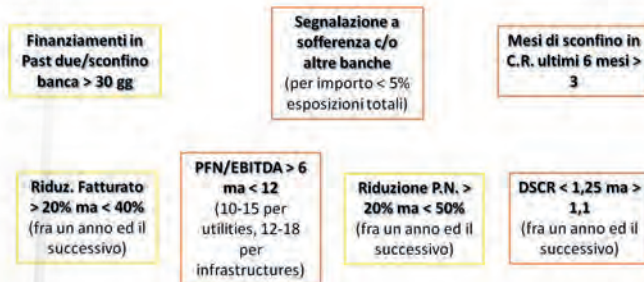 Finanziamenti in
Past due/sconfino
banca > 30 gg
Segnalazione a
sofferenza c/o
altre banche
(per importo < 5%
esposizioni totali)
Mesi di sconfino in
C.R. ultimi 6 mesi >
3
Riduz. Fatturato
> 20% ma < 40%
(fra un anno ed il
successivo)
PFN/EBITDA > 6
ma < 12
(10-15 per
utilities, 12-18
per
infrastructures)
Riduzione P.N. >
20% ma < 50%
(fra un anno ed il
successivo)
DSCR < 1,25 ma >
1,1
(fra un anno ed il
successivo)